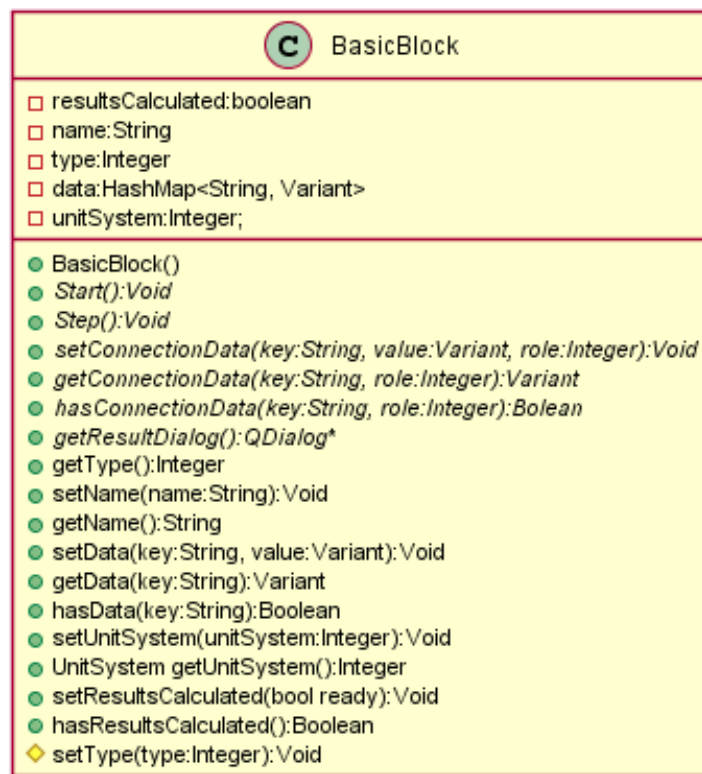 C BasicBlock
resultsCalculated:boolean
name:String
type:Integer
data:HashMap<String, Variant>
unitSystem:Integer;
BasicBlock()
Start():Void
Step():Void
setConnectionData(key:String, value:Variant, role:Integer):Void
getConnectionData(key:String, role:Integer):Variant
hasConnectionData(key:String, role:Integer):Bolean
getResultDialog():QDialog*
getType():Integer
setName(name:String):Void
getName():String
setData(key:String, value:Variant):Void
getData(key:String):Variant
hasData(key:String):Boolean
setUnitSystem(unitSystem:Integer):Void
UnitSystem getUnitSystem():Integer
setResultsCalculated(bool ready):Void
hasResultsCalculated():Boolean
setType(type:Integer):Void